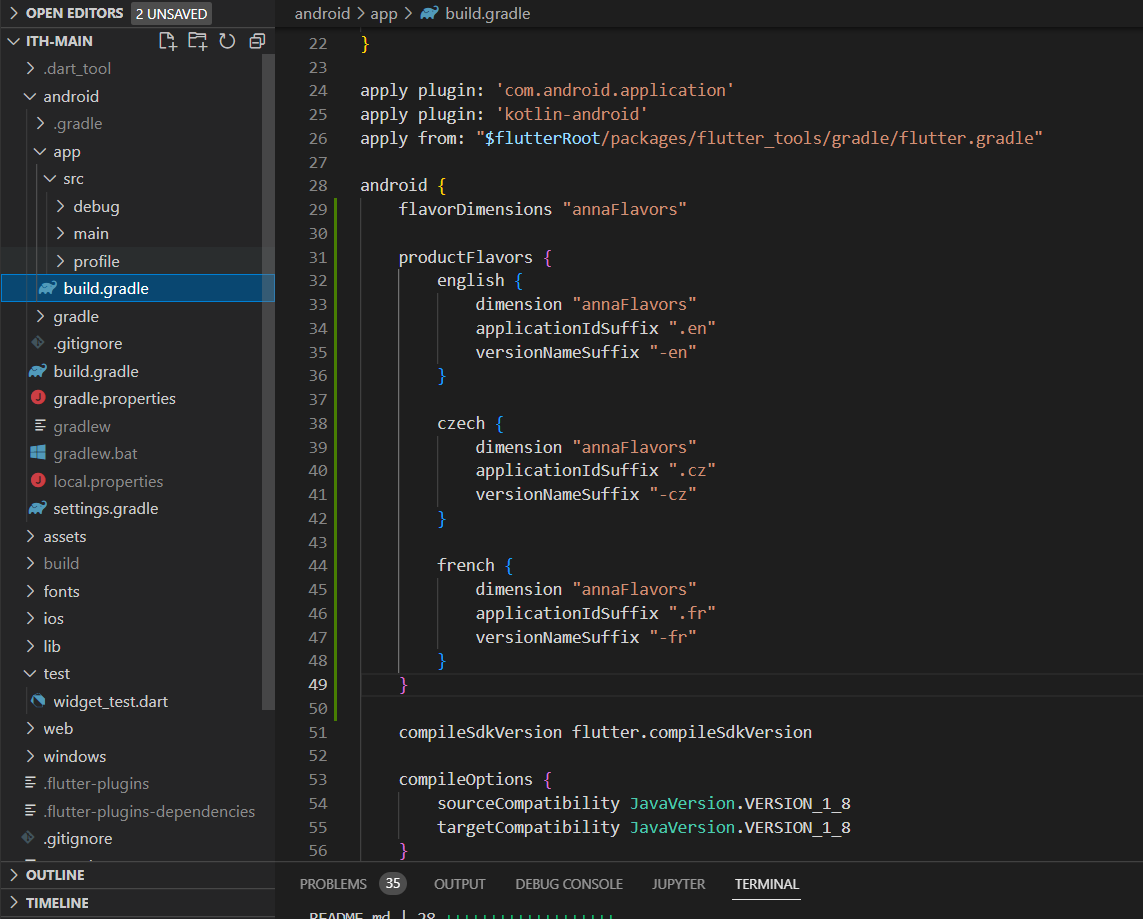 OPEN EDITORS 2 UNSAVED
ITH-MAIN
.dart_tool
android
.gradle
app
src
debug
main
profile
build.gradle
gradle
.gitignore
build.gradle
gradle.properties
gradlew
gradlew.bat
local.properties
settings.gradle
assets
build
fonts
ios
lib
test
widget_test.dart
web
windows
.flutter-plugins
.flutter-plugins-dependencies
.gitignore
OUTLINE
TIMELINE
android > app > build.gradle
22 }
23
24 apply plugin: 'com.android.application'
25 apply plugin: 'kotlin-android'
26 apply from: "$flutterRoot/packages/flutter_tools/gradle/flutter.gradle"
27
28 android {
29 flavorDimensions "annaFlavors"
30
31 productFlavors {
32 english {
33 dimension "annaFlavors"
34 applicationIdSuffix ".en"
35 versionNameSuffix "-en"
36 }
37
38 czech {
39 dimension "annaFlavors"
40 applicationIdSuffix ".cz"
41 versionNameSuffix "-cz"
42 }
43
44 french {
45 dimension "annaFlavors"
46 applicationIdSuffix ".fr"
47 versionNameSuffix "-fr"
48 }
49 }
50
51 compileSdkVersion flutter.compileSdkVersion
52
53 compileOptions {
54 sourceCompatibility JavaVersion.VERSION_1_8
55 targetCompatibility JavaVersion.VERSION_1_8
56 }
PROBLEMS 35 OUTPUT DEBUG CONSOLE JUPYTER TERMINAL
README.md | 28